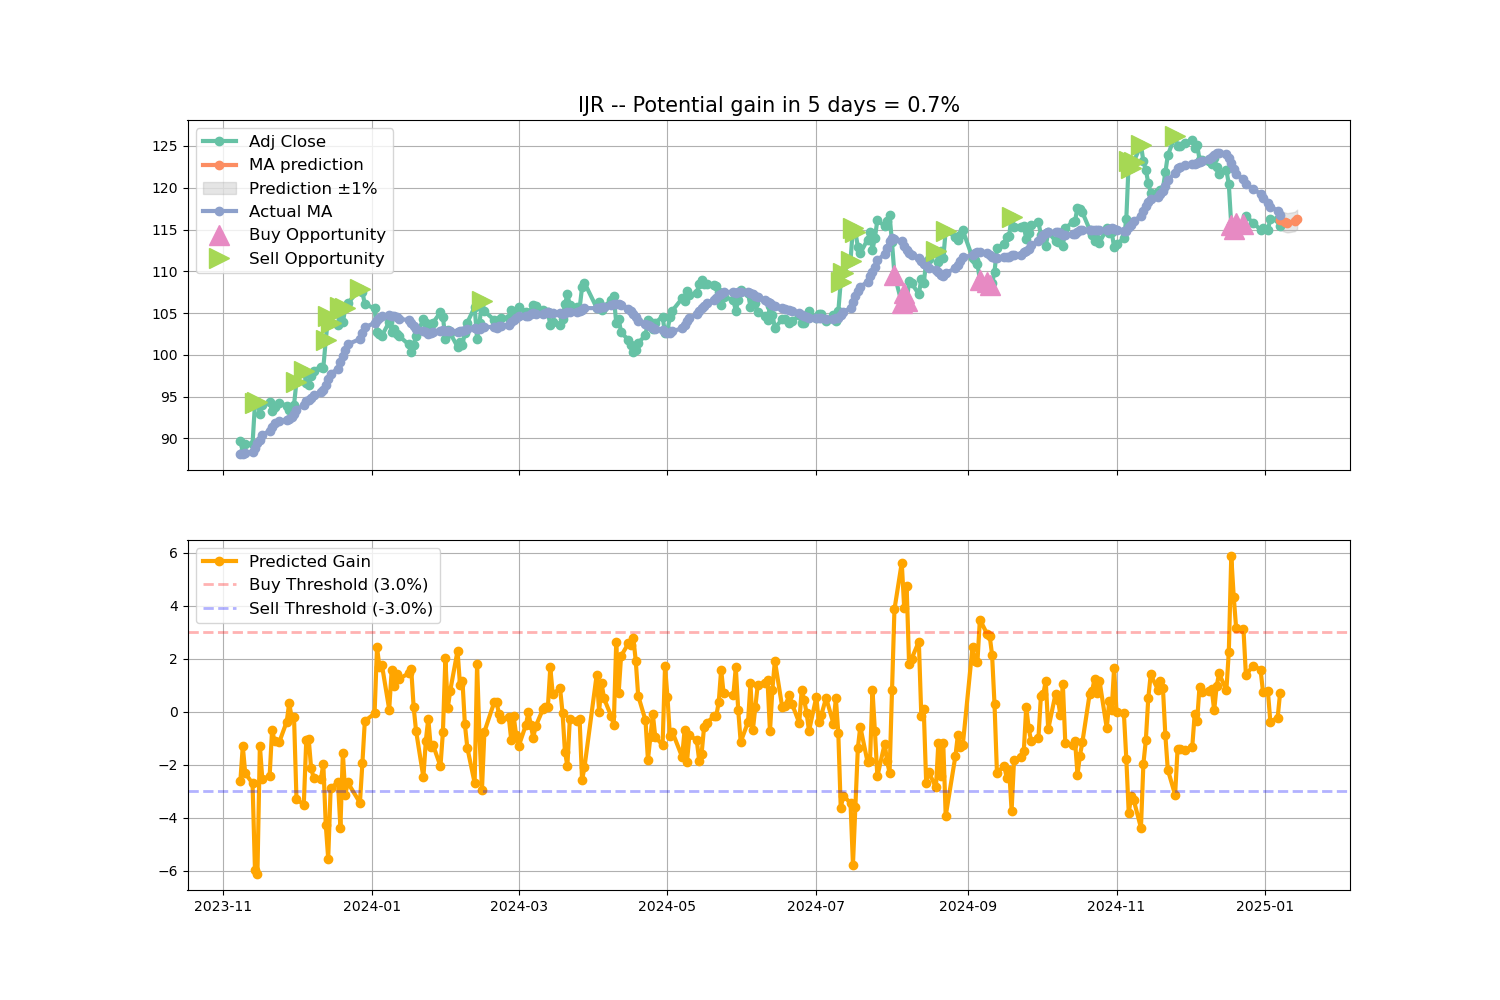 IJR -- Potential gain in 5 days = 0.7%
Adj Close
MA prediction
Prediction ±1%
Actual MA
Buy Opportunity
Sell Opportunity
125
120
115
110
105
100
95
90
Predicted Gain
Buy Threshold (3.0%)
Sell Threshold (-3.0%)
6
4
2
0
−2
−4
−6
2023-11
2024-01
2024-03
2024-05
2024-07
2024-09
2024-11
2025-01